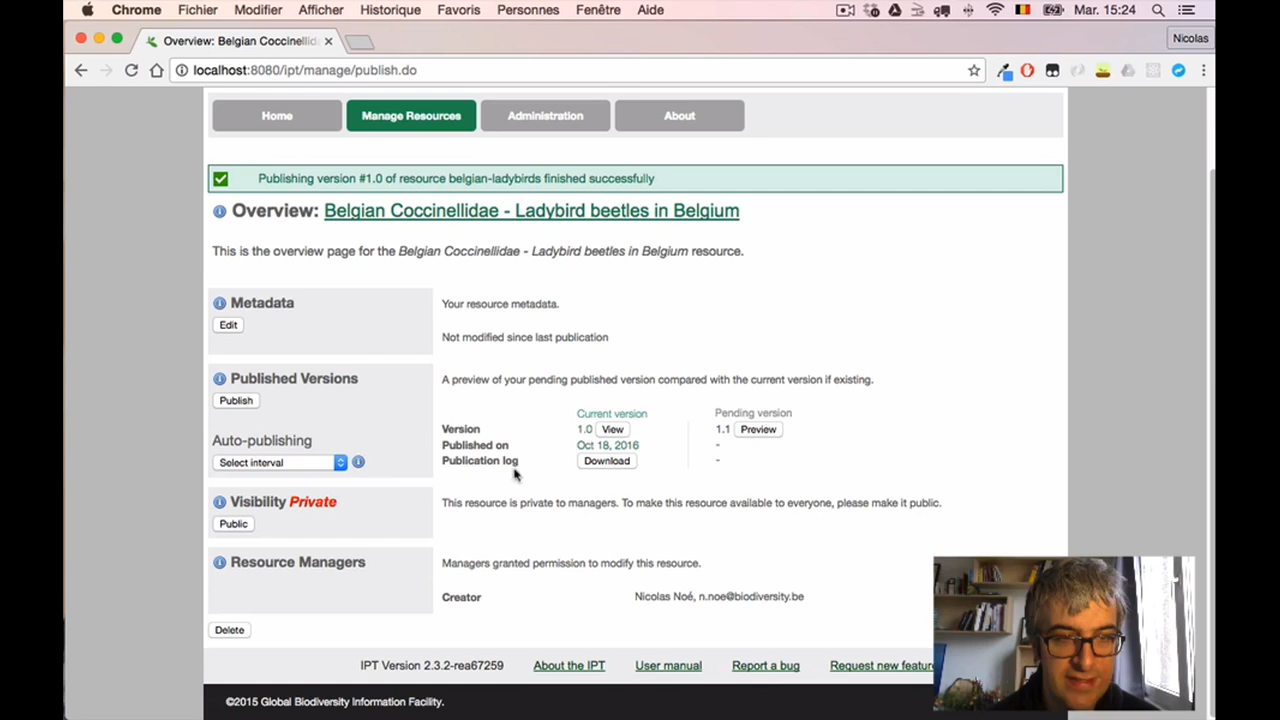 Chrome Fichier Modifier Afficher Historique Favoris Personnes Fenêtre Aide Mar. 15:24
Overview: Belgian Coccinellid Nicolas
localhost:8080/ipt/manage/publish.do
Home Manage Resources Administration About
Publishing version #1.0 of resource belgian-ladybirds finished successfully
Overview: Belgian Coccinellidae - Ladybird beetles in Belgium
This is the overview page for the Belgian Coccinellidae - Ladybird beetles in Belgium resource.
Metadata
Edit
Your resource metadata.
Not modified since last publication
Published Versions
Publish
Auto-publishing
Select interval
A preview of your pending published version compared with the current version if existing.
Current version Pending version
Version 1.0 View 1.1 Preview
Published on Oct 18, 2016 -
Publication log Download -
Visibility Private
Public
This resource is private to managers. To make this resource available to everyone, please make it public.
Resource Managers
Managers granted permission to modify this resource.
Creator Nicolas Noé, n.noe@biodiversity.be
Delete
IPT Version 2.3.2-rea67259 About the IPT User manual Report a bug Request new feature
©2015 Global Biodiversity Information Facility.